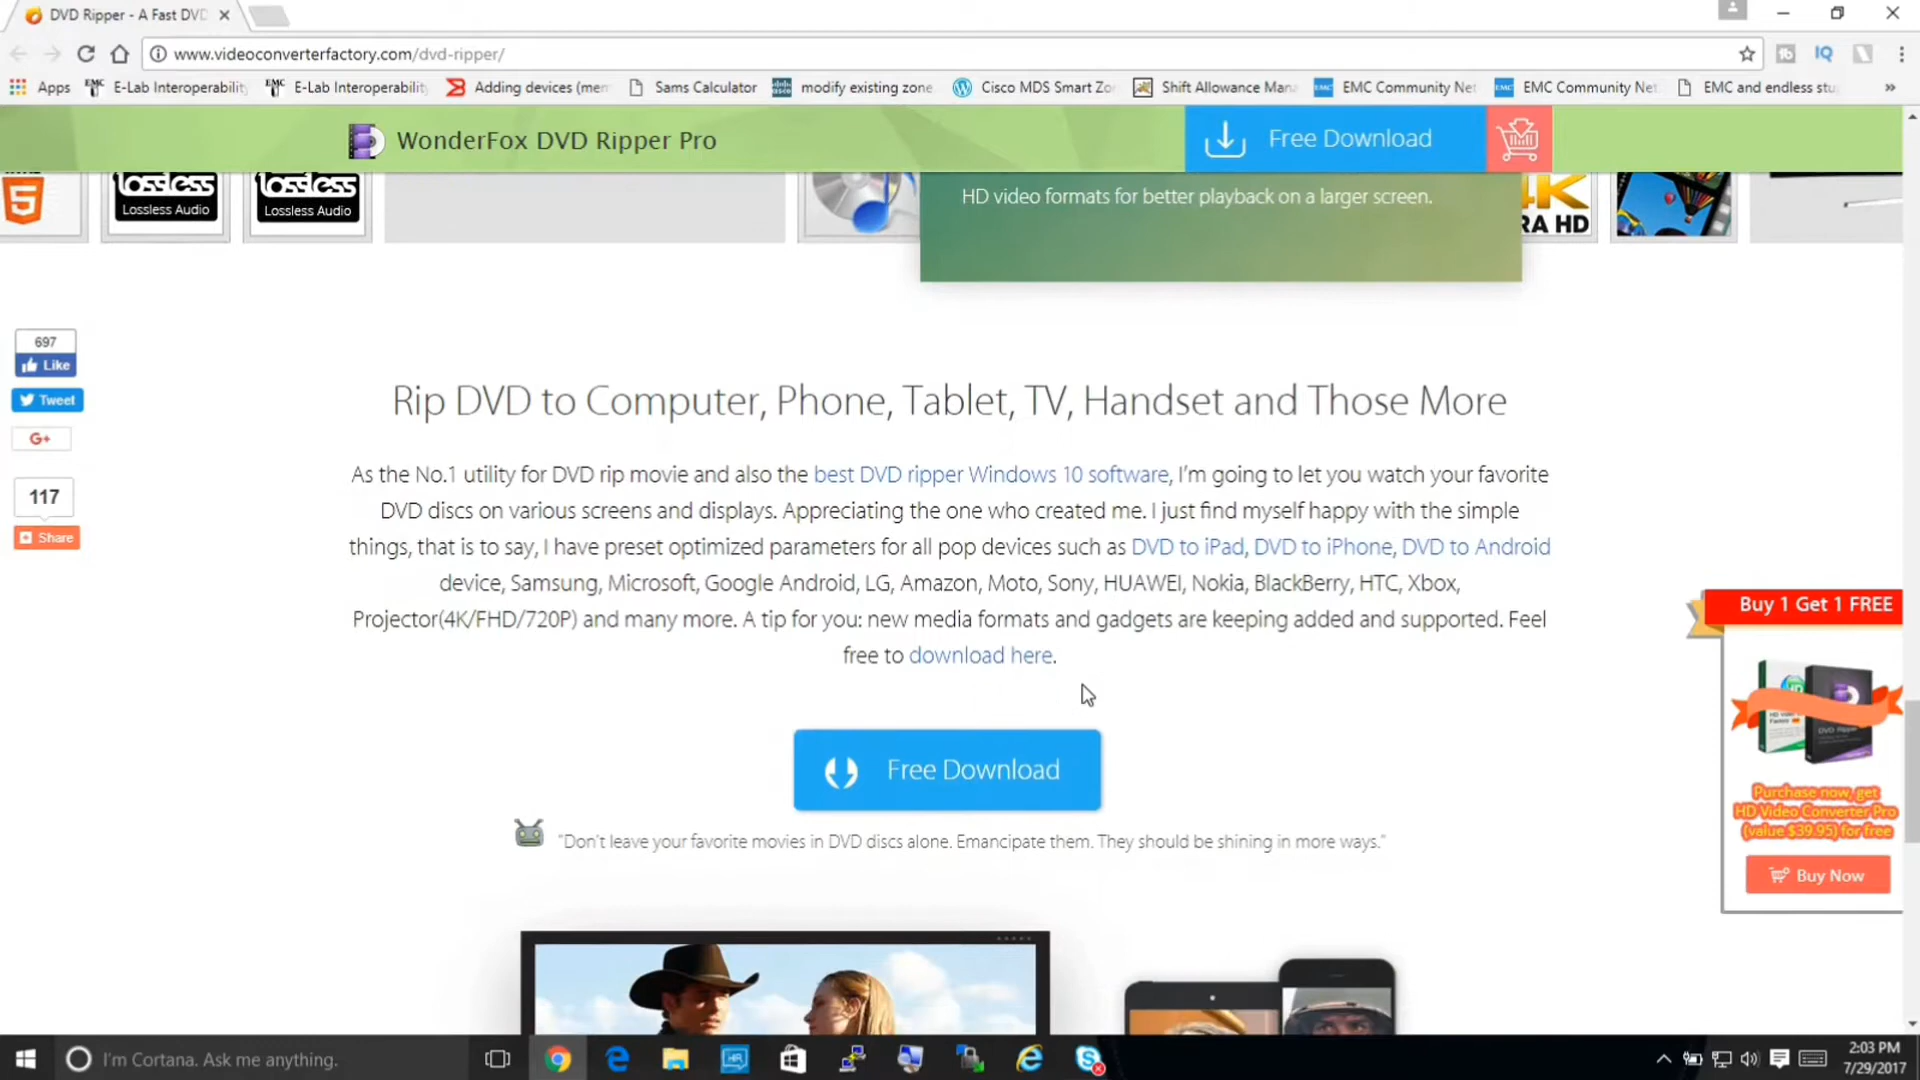 DVD Ripper - A Fast DVD
www.videoconverterfactory.com/dvd-ripper/
IQ
Apps
EMC
E-Lab Interoperability
EMC
E-Lab Interoperability
Adding devices (mem
Sams Calculator
modify existing zone
Cisco MDS Smart Zo
Shift Allowance Man
EMC
EMC Community Net
EMC
EMC Community Net
EMC and endless stu
»
WonderFox DVD Ripper Pro
Free Download
5
lossless
Lossless Audio
lossless
Lossless Audio
HD video formats for better playback on a larger screen.
4K
RA HD
697
Like
Tweet
G+
117
Share
Rip DVD to Computer, Phone, Tablet, TV, Handset and Those More
As the No.1 utility for DVD rip movie and also the best DVD ripper Windows 10 software, I'm going to let you watch your favorite
DVD discs on various screens and displays. Appreciating the one who created me. I just find myself happy with the simple
things, that is to say, I have preset optimized parameters for all pop devices such as DVD to iPad, DVD to iPhone, DVD to Android
device, Samsung, Microsoft, Google Android, LG, Amazon, Moto, Sony, HUAWEI, Nokia, BlackBerry, HTC, Xbox,
Projector(4K/FHD/720P) and many more. A tip for you: new media formats and gadgets are keeping added and supported. Feel
free to download here.
Free Download
"Don't leave your favorite movies in DVD discs alone. Emancipate them. They should be shining in more ways."
Buy 1 Get 1 FREE
DVD Ripper
Purchase now, get
HD Video Converter Pro
(value $39.95) for free
Buy Now
I'm Cortana. Ask me anything.
2:03 PM
7/29/2017